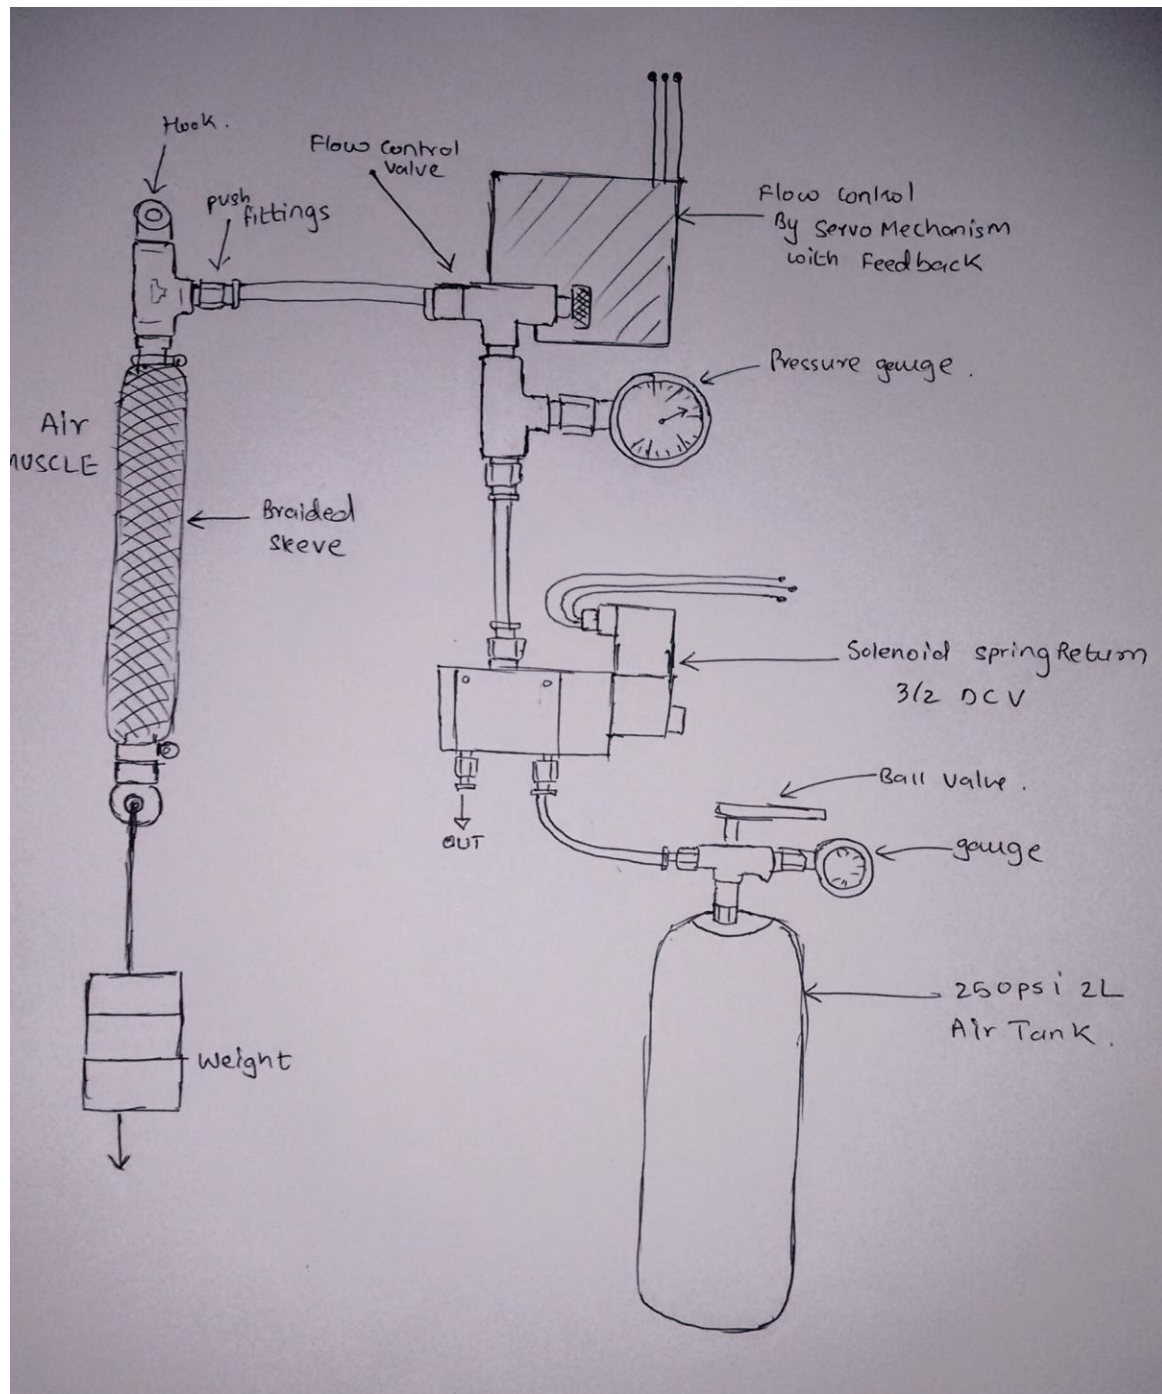 Hook.
Flow control
valve
push
fittings
Flow control
By Servo Mechanism
with Feedback
Pressure gauge.
Air
MUSCLE
Braided
Sleeve
Solenoid spring Return
3/2 DCV
Ball valve.
OUT
gauge
250psi 2L
Air Tank.
Weight